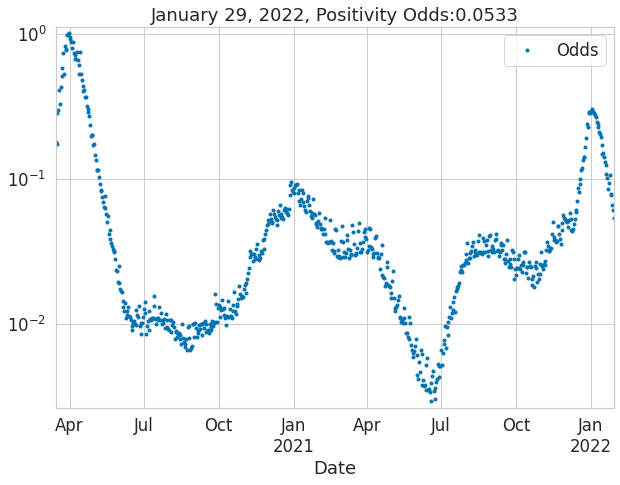 January 29, 2022, Positivity Odds:0.0533
Odds
10⁰
10⁻¹
10⁻²
Apr Jul Oct Jan Apr Jul Oct Jan
2021 2022
Date